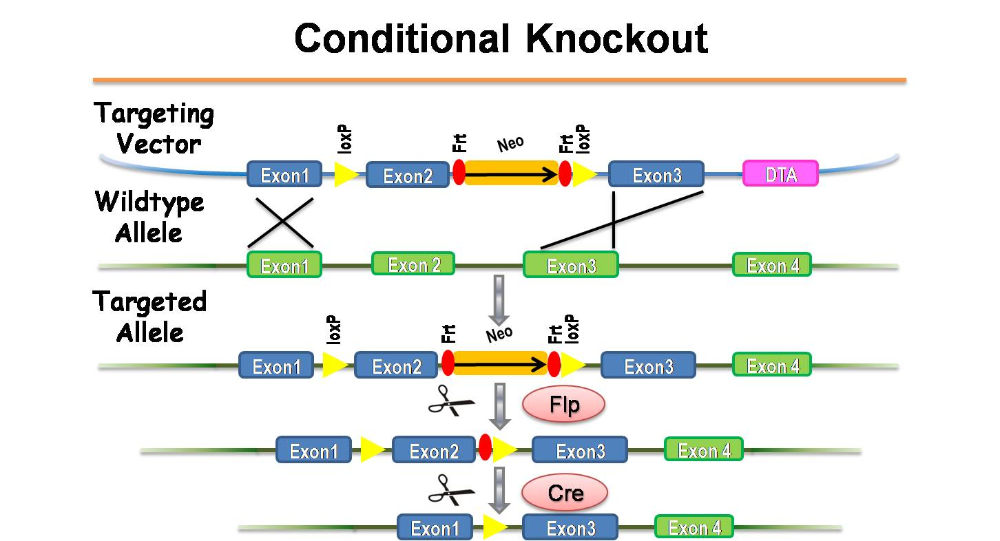 Conditional Knockout
Targeting
Vector
loxP
Frt
Neo
Frt
loxP
Exon1
Exon2
Exon3
DTA
Wildtype
Allele
Exon1
Exon 2
Exon3
Exon 4
Targeted
Allele
loxP
Frt
Neo
Frt
loxP
Exon1
Exon2
Exon3
Exon 4
Flp
Exon1
Exon2
Exon3
Exon 4
Cre
Exon1
Exon3
Exon 4